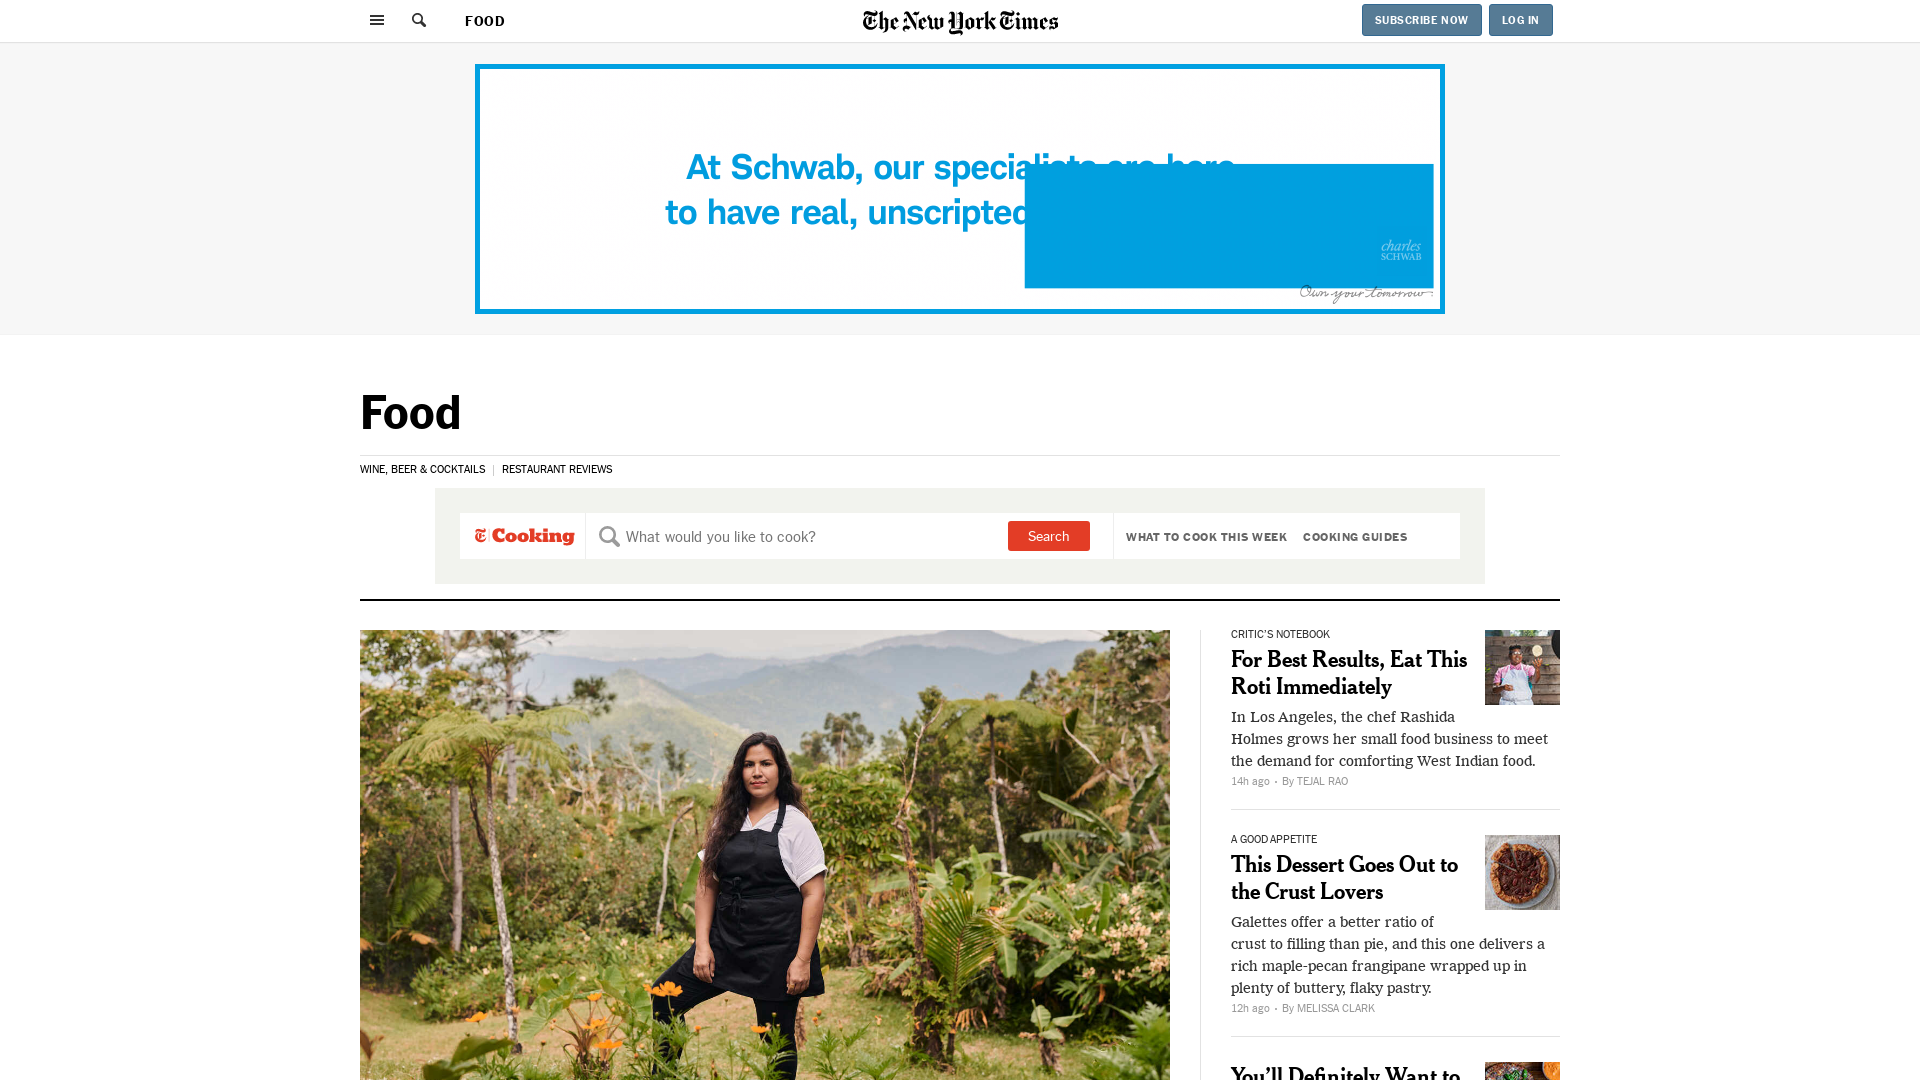 FOOD
The New York Times
SUBSCRIBE NOW
LOG IN
At Schwab, our
to have real, unscripted
charles
SCHWAB
Own your tomorrow
Food
WINE, BEER & COCKTAILS
RESTAURANT REVIEWS
Cooking
What would you like to cook?
Search
WHAT TO COOK THIS WEEK
COOKING GUIDES
CRITIC'S NOTEBOOK
For Best Results, Eat This
Roti Immediately
In Los Angeles, the chef Rashida
Holmes grows her small food business to meet
the demand for comforting West Indian food.
14h ago • By TEJAL RAO
A GOOD APPETITE
This Dessert Goes Out to
the Crust Lovers
Galettes offer a better ratio of
crust to filling than pie, and this one delivers a
rich maple-pecan frangipane wrapped up in
plenty of buttery, flaky pastry.
12h ago • By MELISSA CLARK
You'll Definitely Want to